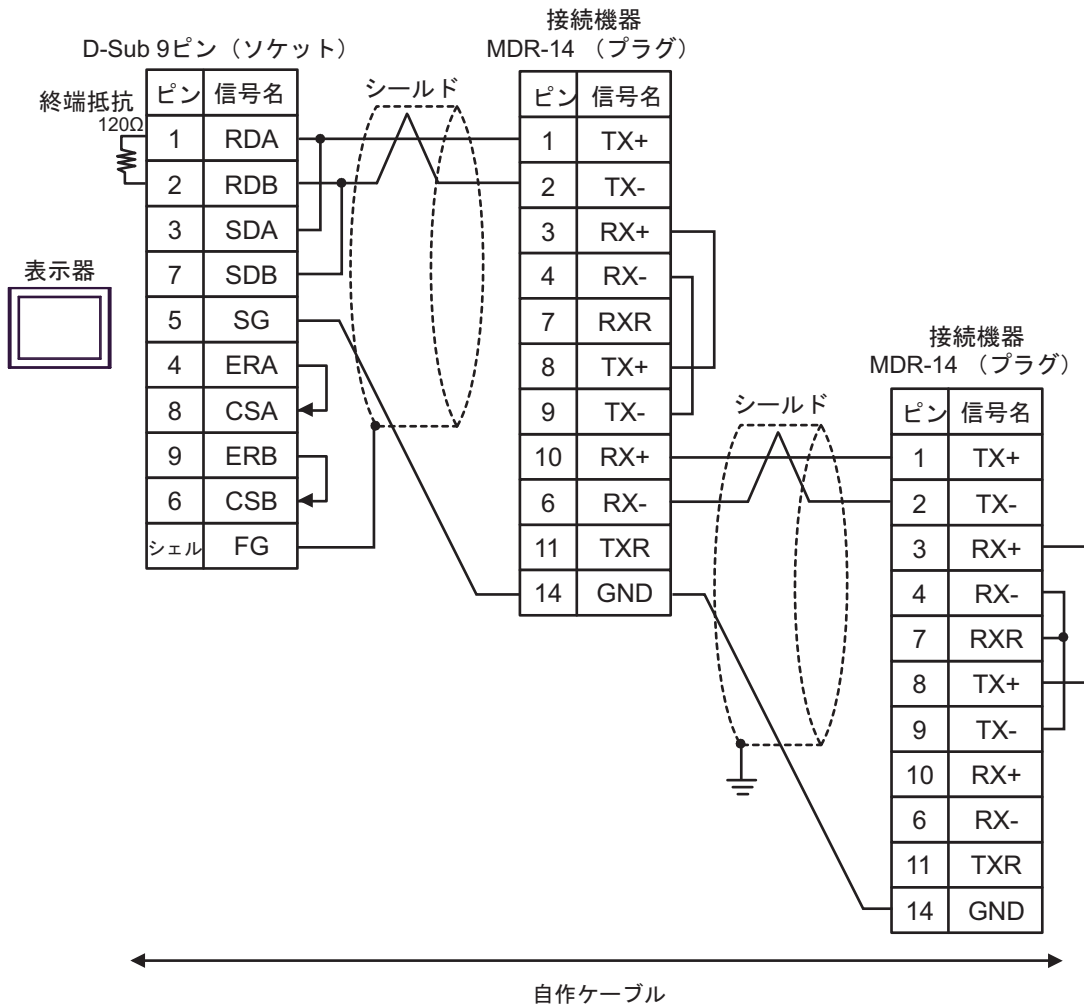 D-Sub 9ピン（ソケット）
終端抵抗
120Ω
ピン 信号名
1 RDA
2 RDB
3 SDA
7 SDB
5 SG
4 ERA
8 CSA
9 ERB
6 CSB
シェル FG
表示器
シールド
接続機器
MDR-14 （プラグ）
ピン 信号名
1 TX+
2 TX-
3 RX+
4 RX-
7 RXR
8 TX+
9 TX-
10 RX+
6 RX-
11 TXR
14 GND
シールド
接続機器
MDR-14 （プラグ）
ピン 信号名
1 TX+
2 TX-
3 RX+
4 RX-
7 RXR
8 TX+
9 TX-
10 RX+
6 RX-
11 TXR
14 GND
自作ケーブル